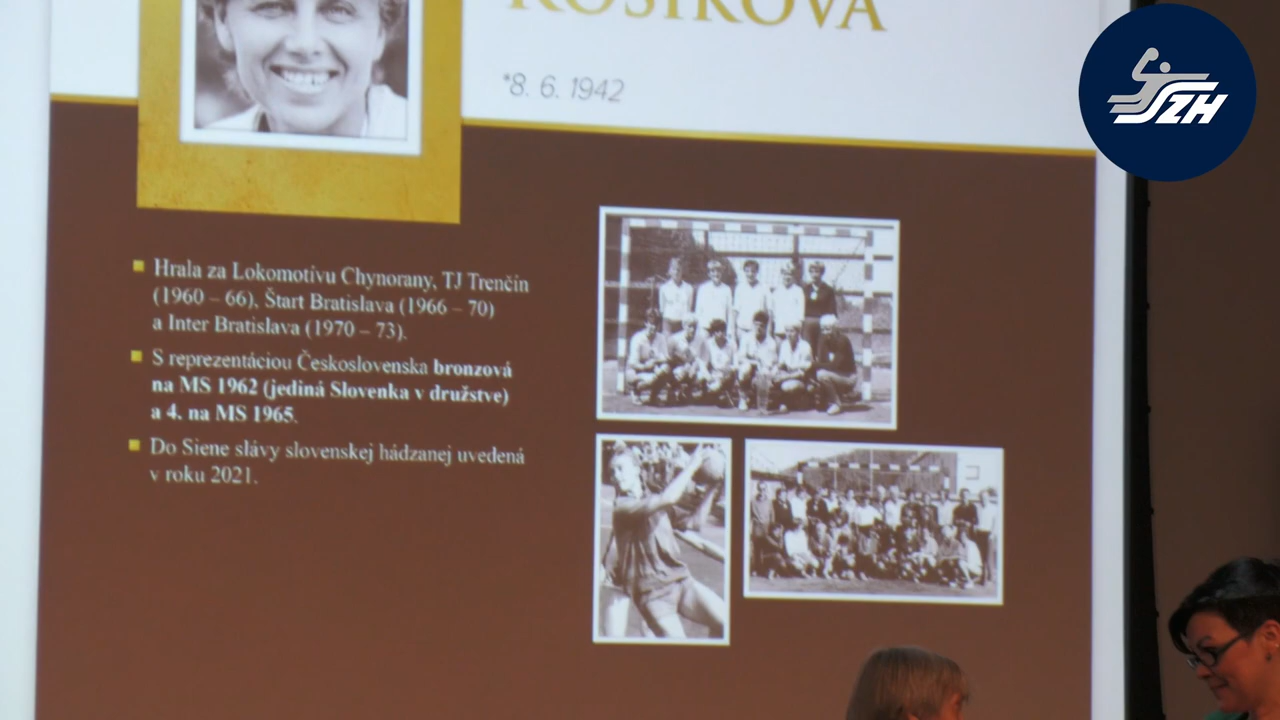 KOSÍKOVÁ
*8. 6. 1942
SZH
Hrala za Lokomotívu Chynorany, TJ Trenčín
(1960 – 66), Štart Bratislava (1966 – 70)
a Inter Bratislava (1970 – 73).
S reprezentáciou Československa bronzová
na MS 1962 (jediná Slovenka v družstve)
a 4. na MS 1965.
Do Siene slávy slovenskej hádzanej uvedená
v roku 2021.